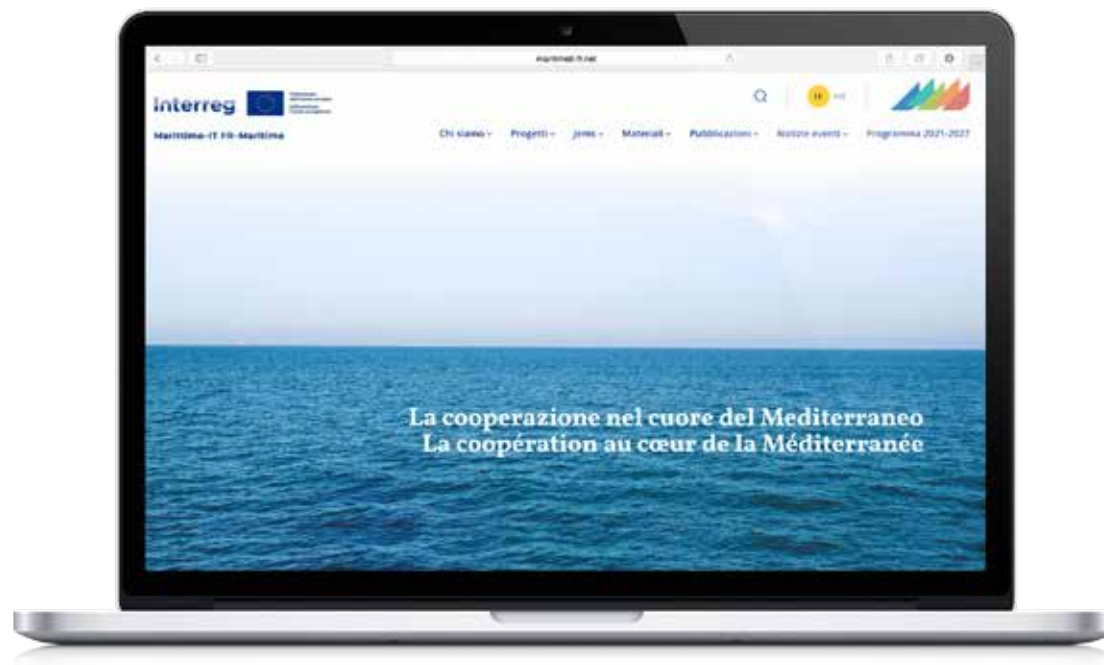 Interreg
Marittimo-IT FR-Maritime
Chi siamo
Progetti
Jems
Materiali
Pubblicazioni
Notizie eventi
Programma 2021-2027
La cooperazione nel cuore del Mediterraneo
La coopération au cœur de la Méditerranée